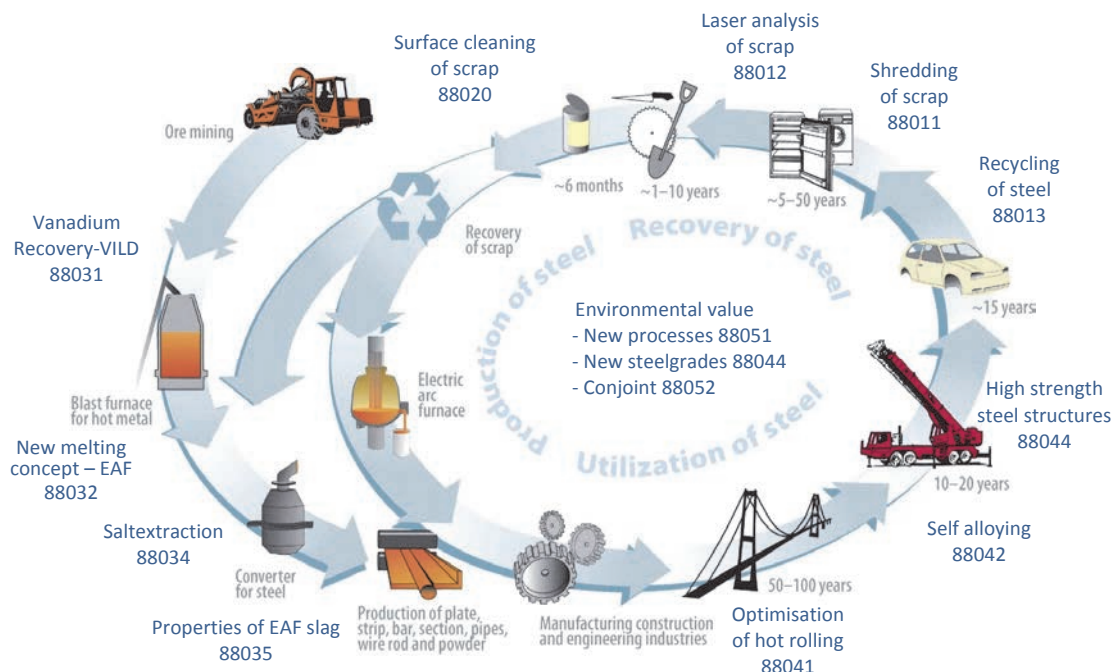 Surface cleaning
of scrap
88020
Laser analysis
of scrap
88012
Shredding
of scrap
88011
Ore mining
Recycling
of steel
88013
~6 months
~1–10 years
~5–50 years
Vanadium
Recovery-VILD
88031
Recovery
of scrap
Recovery of steel
Production of steel
Utilization of steel
~15 years
Environmental value
- New processes 88051
- New steelgrades 88044
- Conjoint 88052
Blast furnace
for hot metal
Electric
arc
furnace
High strength
steel structures
88044
New melting
concept – EAF
88032
10–20 years
Saltextraction
88034
Self alloying
88042
Converter
for steel
50–100 years
Properties of EAF slag
88035
Production of plate,
strip, bar, section, pipes,
wire rod and powder
Manufacturing construction
and engineering industries
Optimisation
of hot rolling
88041